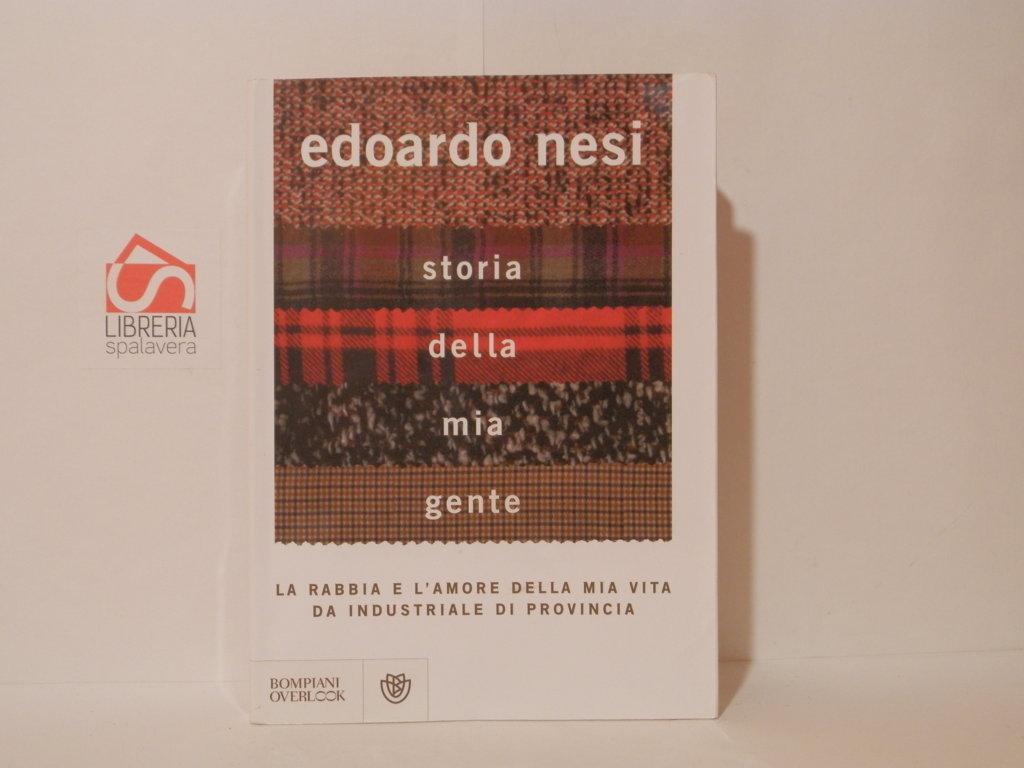 edoardo nesi
storia
della
mia
gente
LA RABBIA E L'AMORE DELLA MIA VITA
DA INDUSTRIALE DI PROVINCIA
BOMPIANI
OVERLOOK
LIBRERIA
spalavera